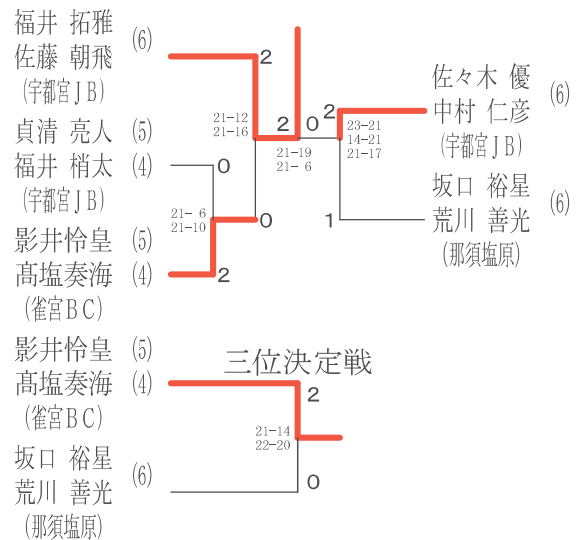 福井 拓雅
佐藤 朝飛
(6)
(宇都宮JB)
貞清 亮人 (5)
福井 梢太 (4)
(宇都宮JB)
影井怜皇 (5)
髙塩奏海 (4)
(雀宮BC)
2
21-12
21-16
0
21- 6
21-10
0
2
2
0
21-19
21- 6
2
23-21
14-21
21-17
1
佐々木 優
中村 仁彦
(6)
(宇都宮JB)
坂口 裕星
荒川 善光
(6)
(那須塩原)
三位決定戦
影井怜皇 (5)
髙塩奏海 (4)
(雀宮BC)
2
21-14
22-20
0
坂口 裕星
荒川 善光
(6)
(那須塩原)